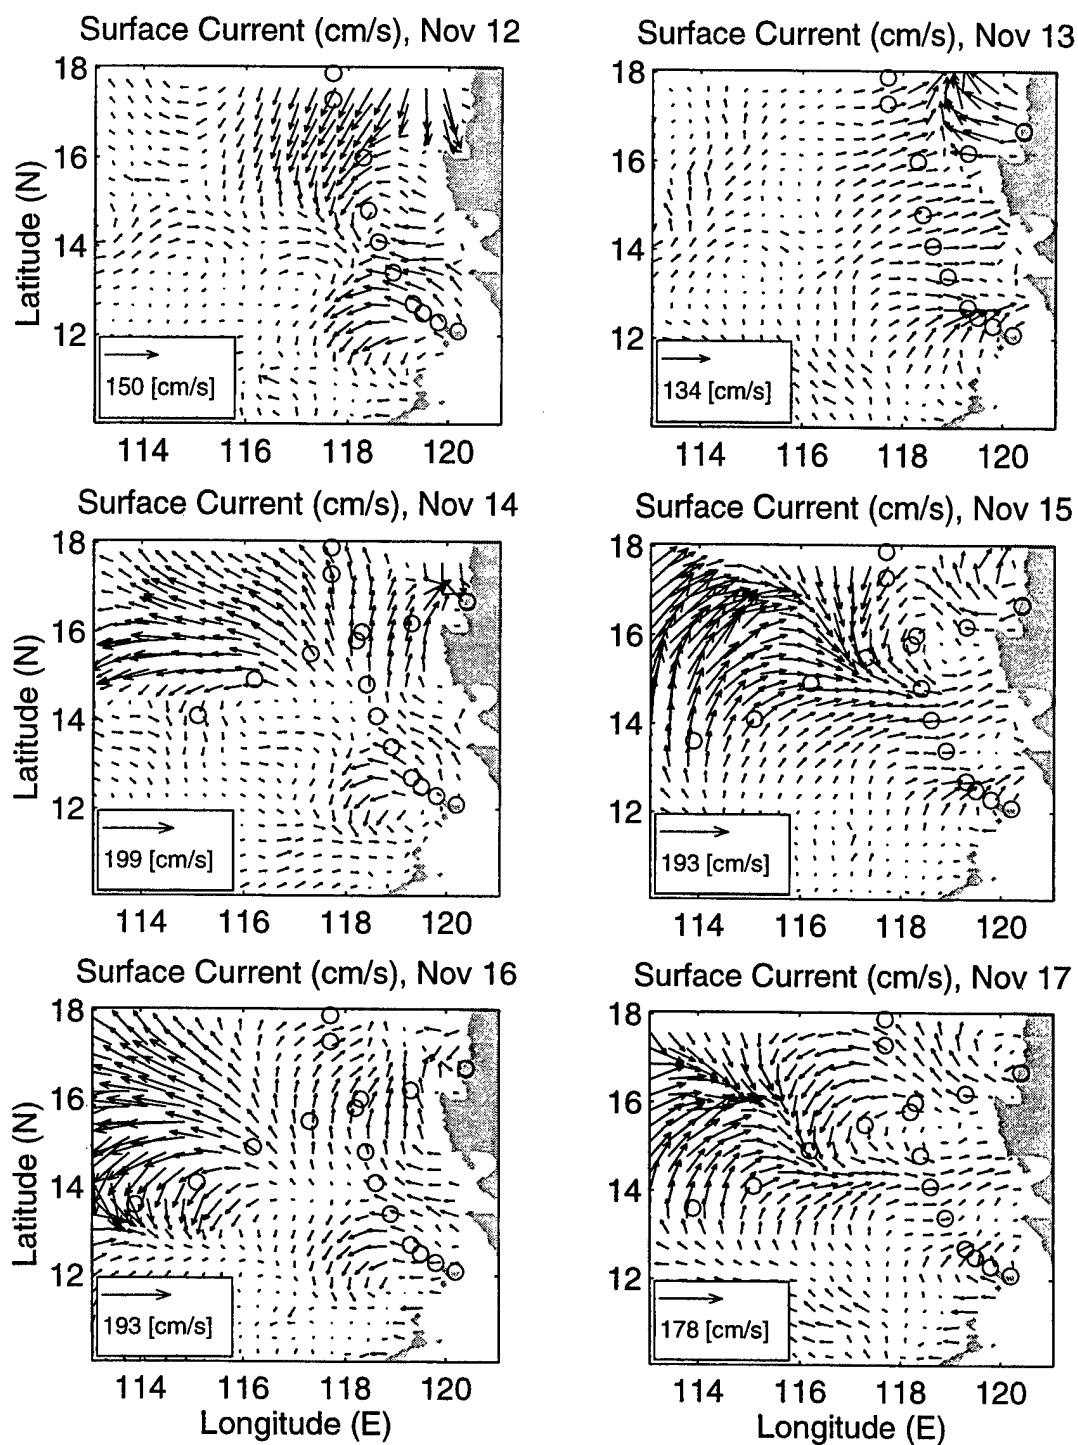 Surface Current (cm/s), Nov 12
18
16
14
12
Latitude (N)
150 [cm/s]
114 116 118 120
Surface Current (cm/s), Nov 13
18
16
14
12
134 [cm/s]
114 116 118 120
Surface Current (cm/s), Nov 14
18
16
14
12
Latitude (N)
199 [cm/s]
114 116 118 120
Surface Current (cm/s), Nov 15
18
16
14
12
193 [cm/s]
114 116 118 120
Surface Current (cm/s), Nov 16
18
16
14
12
Latitude (N)
193 [cm/s]
114 116 118 120
Longitude (E)
Surface Current (cm/s), Nov 17
18
16
14
12
178 [cm/s]
114 116 118 120
Longitude (E)